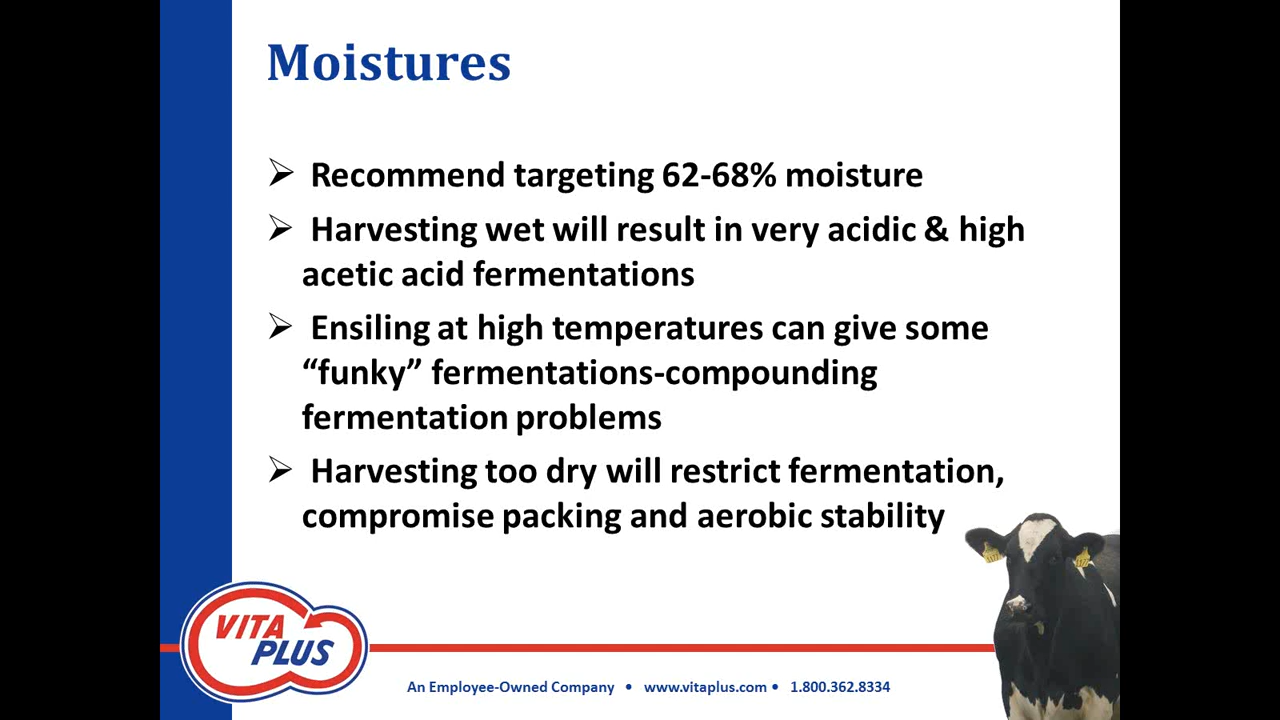 Moistures
➢ Recommend targeting 62-68% moisture
➢ Harvesting wet will result in very acidic & high
acetic acid fermentations
➢ Ensiling at high temperatures can give some
“funky” fermentations-compounding
fermentation problems
➢ Harvesting too dry will restrict fermentation,
compromise packing and aerobic stability
VITA
PLUS
An Employee-Owned Company • www.vitaplus.com • 1.800.362.8334